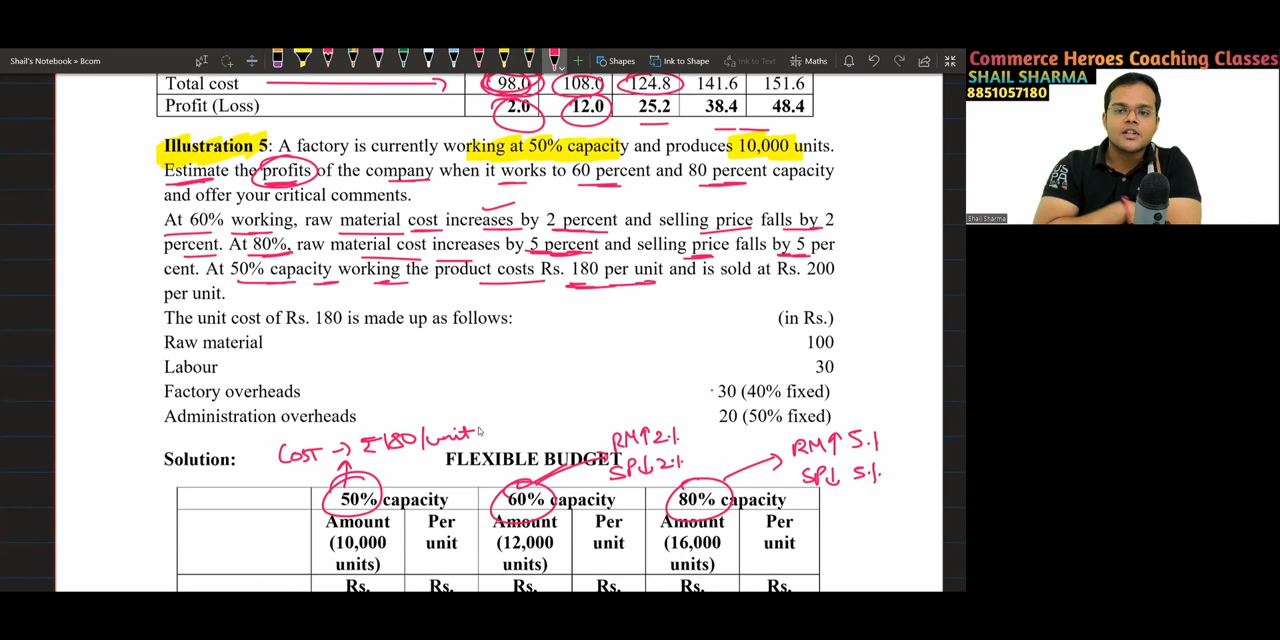 Shail's Notebook » Bcom
Shapes
Ink to Shape
Ink to Text
Maths
Commerce Heroes Coaching Classes
SHAIL SHARMA
8851057180
Shail Sharma
Total cost 98.0 108.0 124.8 141.6 151.6
Profit (Loss) 2.0 12.0 25.2 38.4 48.4
Illustration 5: A factory is currently working at 50% capacity and produces 10,000 units.
Estimate the profits of the company when it works to 60 percent and 80 percent capacity
and offer your critical comments.
At 60% working, raw material cost increases by 2 percent and selling price falls by 2
percent. At 80%, raw material cost increases by 5 percent and selling price falls by 5 per
cent. At 50% capacity working the product costs Rs. 180 per unit and is sold at Rs. 200
per unit.
The unit cost of Rs. 180 is made up as follows: (in Rs.)
Raw material 100
Labour 30
Factory overheads 30 (40% fixed)
Administration overheads 20 (50% fixed)
Cost → ₹180/unit
RM↑ 2%
SP↓ 2%
RM↑ 5%
SP↓ 5%
Solution: FLEXIBLE BUDGET
50% capacity 60% capacity 80% capacity
Amount Per Amount Per Amount Per
(10,000 unit (12,000 unit (16,000 unit
units) units) units)
Rs. Rs. Rs. Rs. Rs. Rs.